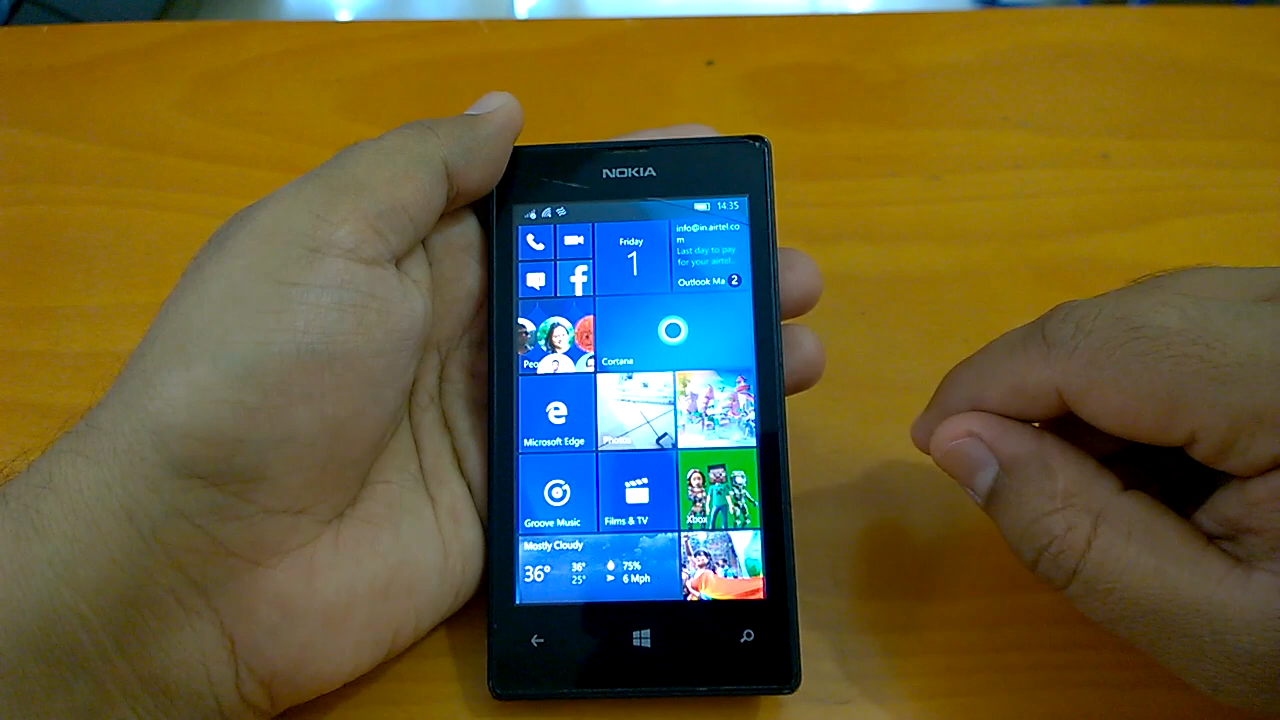 NOKIA
14:35
Friday
1
info@in.airtel.co
m
Last day to pay
for your airtel...
Outlook Ma 2
Peo
Cortana
Microsoft Edge
Photos
Groove Music
Films & TV
Xbox
Mostly Cloudy
36°
36°
25°
75%
6 Mph